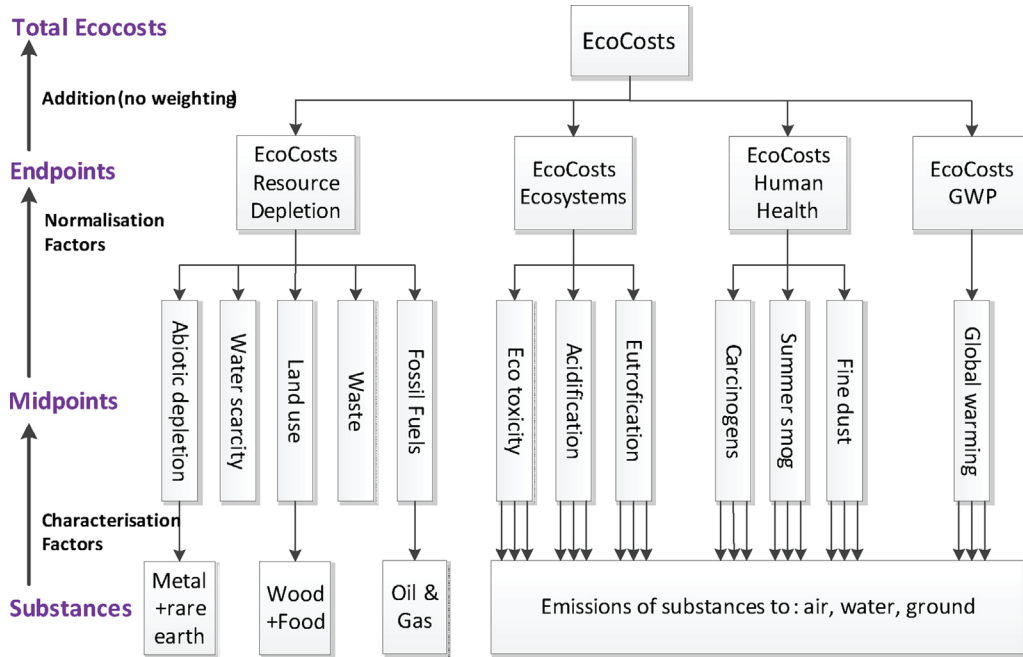 Total Ecocosts
EcoCosts
Addition (no weighting)
Endpoints
EcoCosts
Resource
Depletion
EcoCosts
Ecosystems
EcoCosts
Human
Health
EcoCosts
GWP
Normalisation
Factors
Abiotic depletion
Water scarcity
Land use
Waste
Fossil Fuels
Eco toxicity
Acidification
Eutrofication
Carcinogens
Summer smog
Fine dust
Global warming
Midpoints
Characterisation
Factors
Substances
Metal
+rare
earth
Wood
+Food
Oil &
Gas
Emissions of substances to: air, water, ground